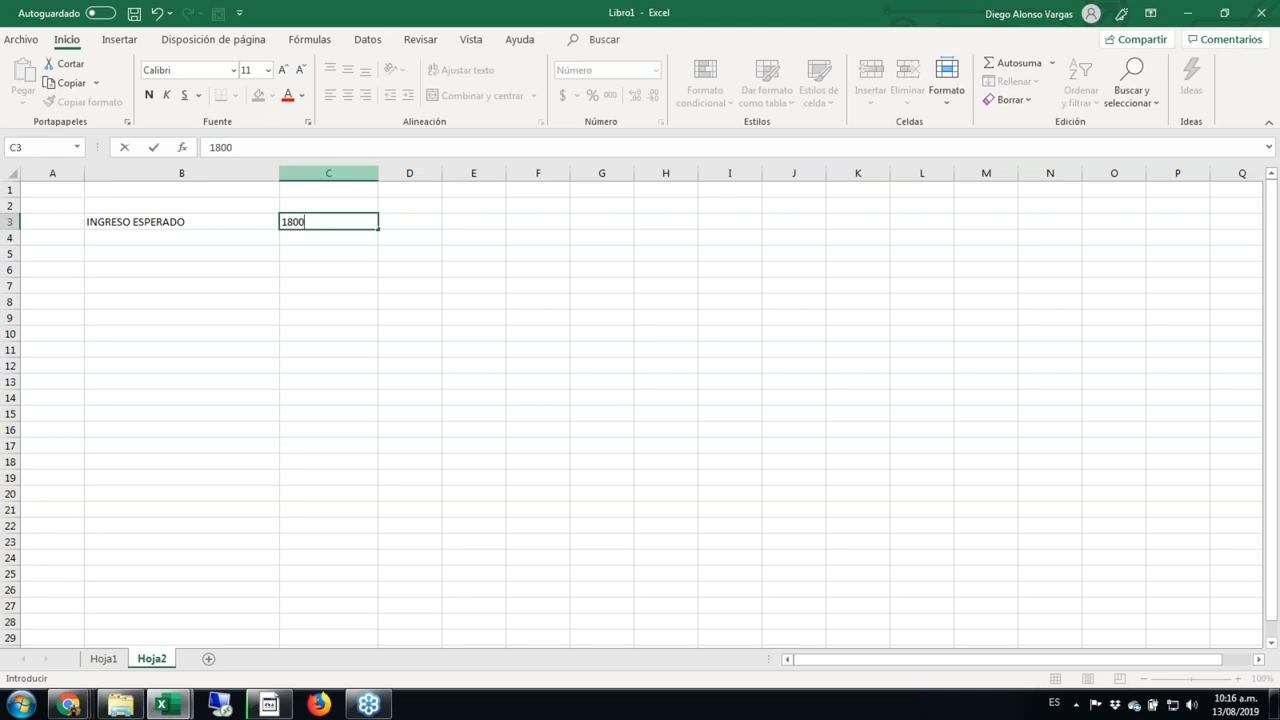 Autoguardado
Libro1 - Excel
Diego Alonso Vargas
Archivo Inicio Insertar Disposición de página Fórmulas Datos Revisar Vista Ayuda Buscar
Compartir Comentarios
Pegar
Cortar
Copiar
Copiar formato
Portapapeles
Calibri 11
N K S
Fuente
Ajustar texto
Combinar y centrar
Alineación
Número
$ % 000
Número
Formato condicional
Dar formato como tabla
Estilos de celda
Estilos
Insertar Eliminar Formato
Celdas
Autosuma
Rellenar
Borrar
Ordenar y filtrar
Buscar y seleccionar
Edición
Ideas
Ideas
C3 fx 1800
A B C D E F G H I J K L M N O P Q
1
2
3 INGRESO ESPERADO 1800
4
5
6
7
8
9
10
11
12
13
14
15
16
17
18
19
20
21
22
23
24
25
26
27
28
29
Hoja1 Hoja2
Introducir
100%
ES
10:16 a.m.
13/08/2019